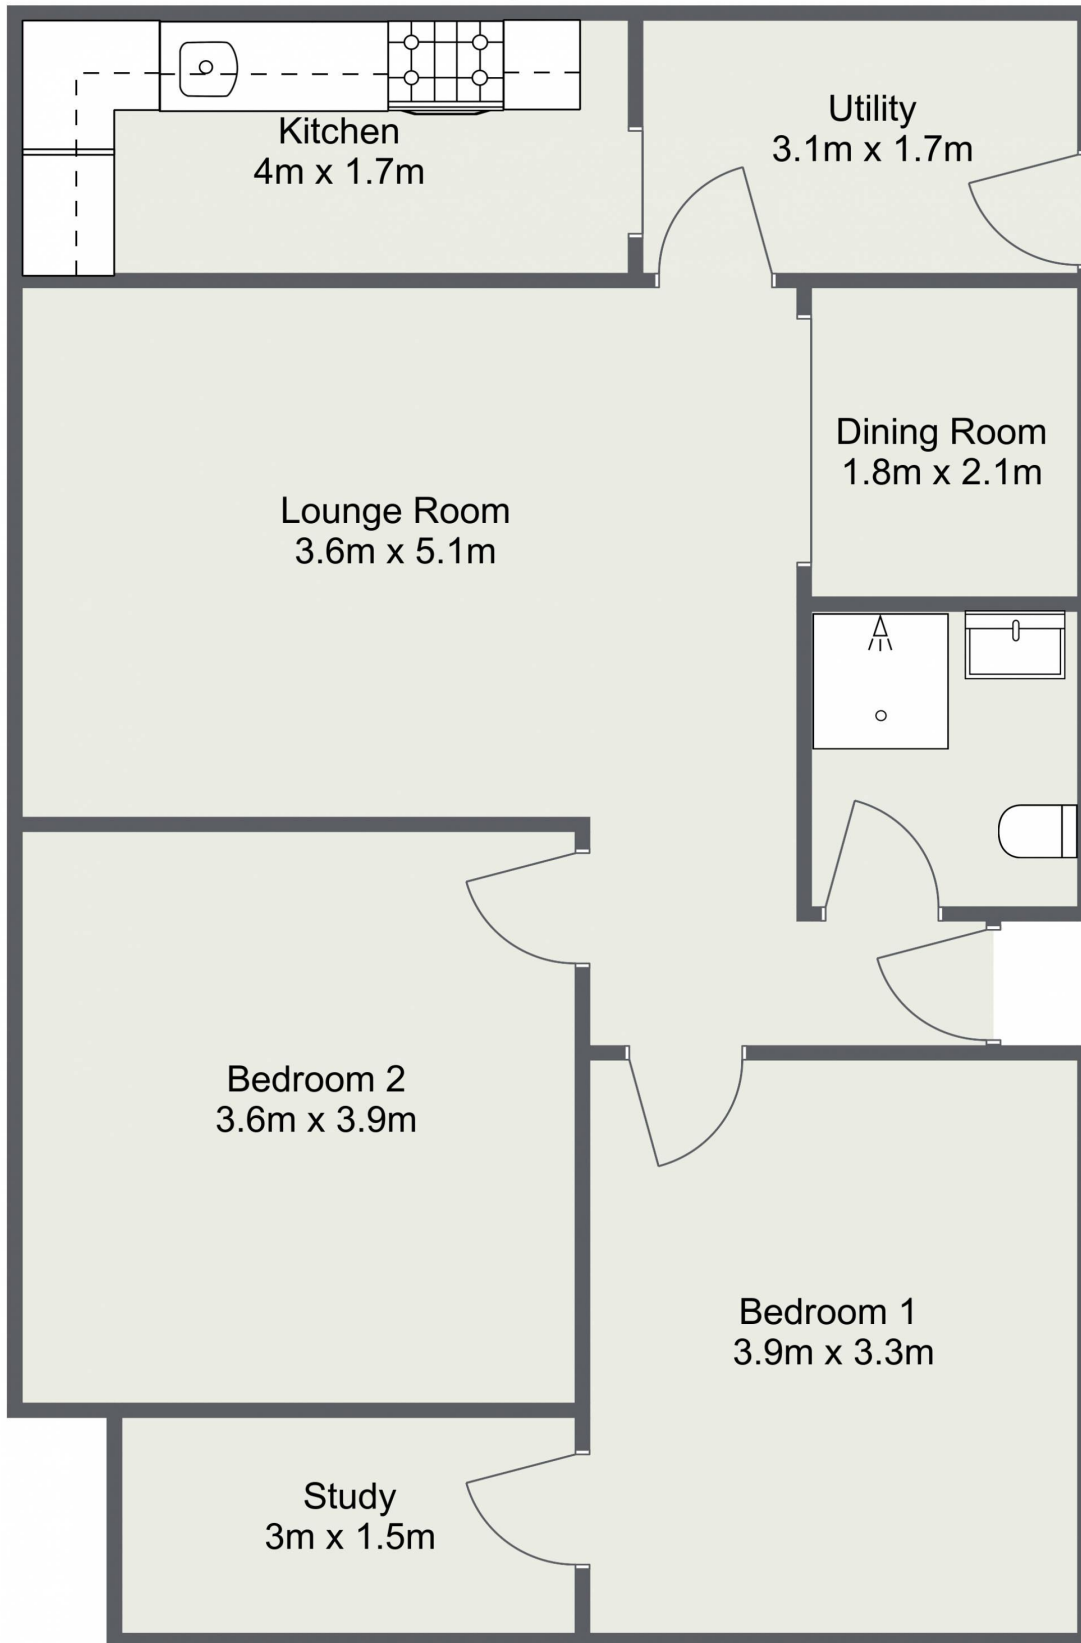 Kitchen
4m x 1.7m
Utility
3.1m x 1.7m
Dining Room
1.8m x 2.1m
Lounge Room
3.6m x 5.1m
Bedroom 2
3.6m x 3.9m
Bedroom 1
3.9m x 3.3m
Study
3m x 1.5m